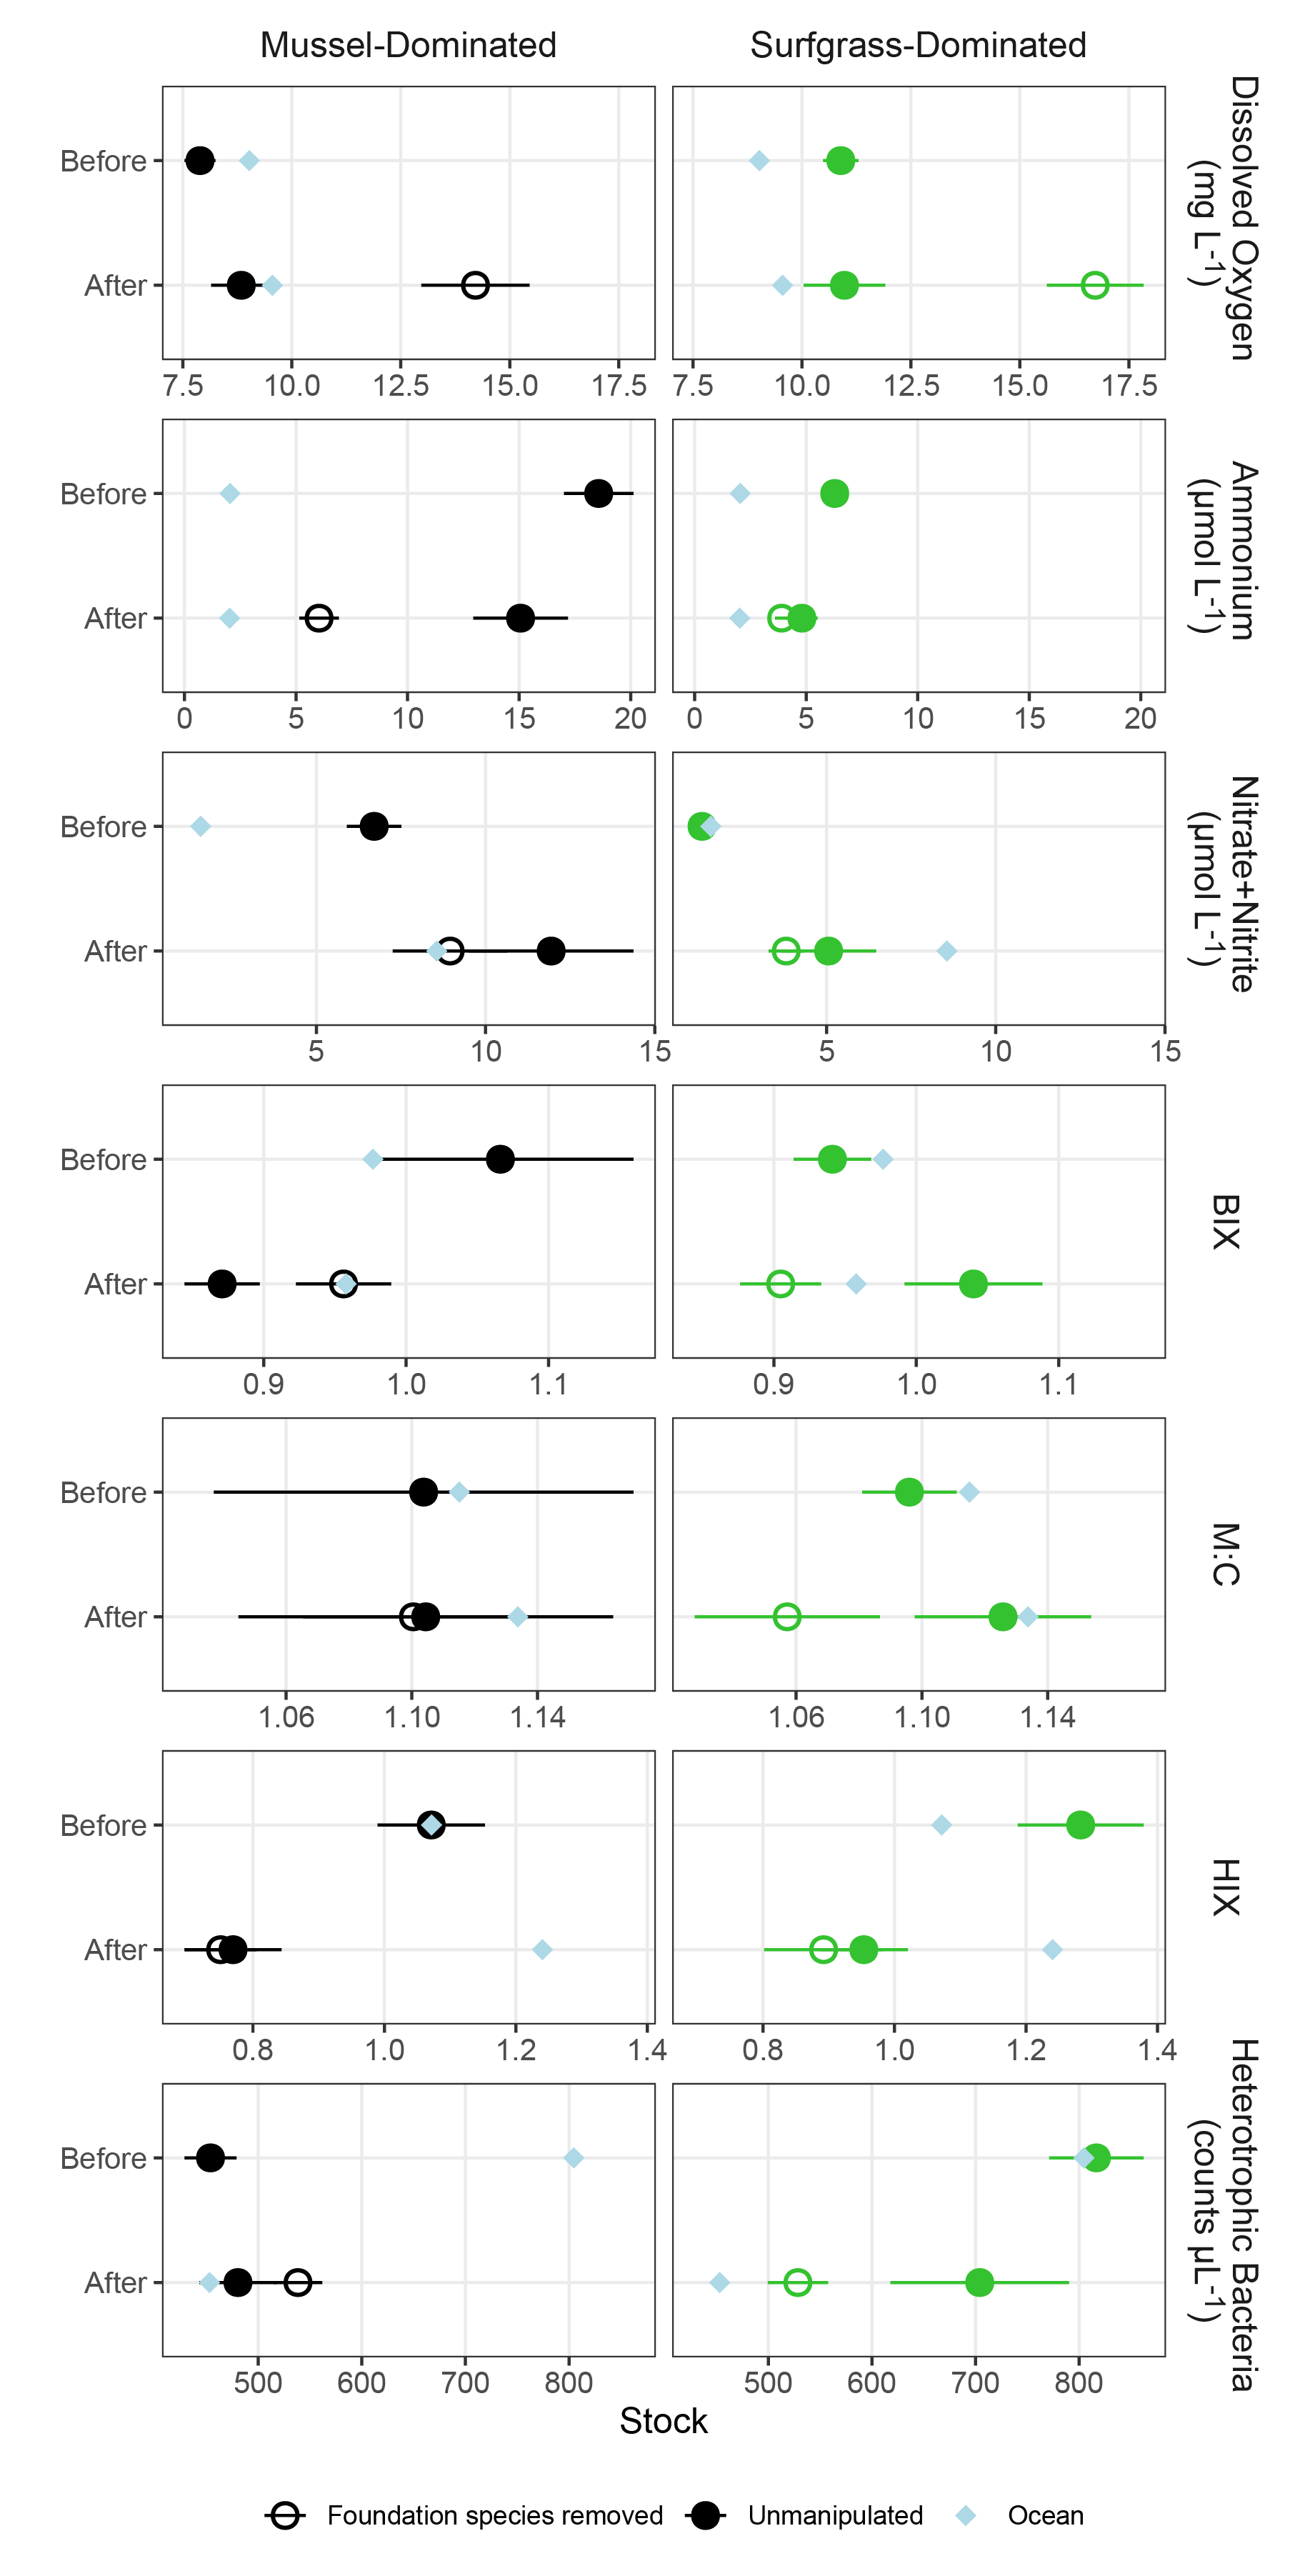 Mussel-Dominated Surfgrass-Dominated
Before
After
7.5 10.0 12.5 15.0 17.5 7.5 10.0 12.5 15.0 17.5
Dissolved Oxygen
(mg L⁻¹)
Before
After
0 5 10 15 20 0 5 10 15 20
Ammonium
(µmol L⁻¹)
Before
After
5 10 15 5 10 15
Nitrate+Nitrite
(µmol L⁻¹)
Before
After
0.9 1.0 1.1 0.9 1.0 1.1
BIX
Before
After
1.06 1.10 1.14 1.06 1.10 1.14
M:C
Before
After
0.8 1.0 1.2 1.4 0.8 1.0 1.2 1.4
HIX
Before
After
500 600 700 800 500 600 700 800
Heterotrophic Bacteria
(counts µL⁻¹)
Stock
Foundation species removed Unmanipulated Ocean